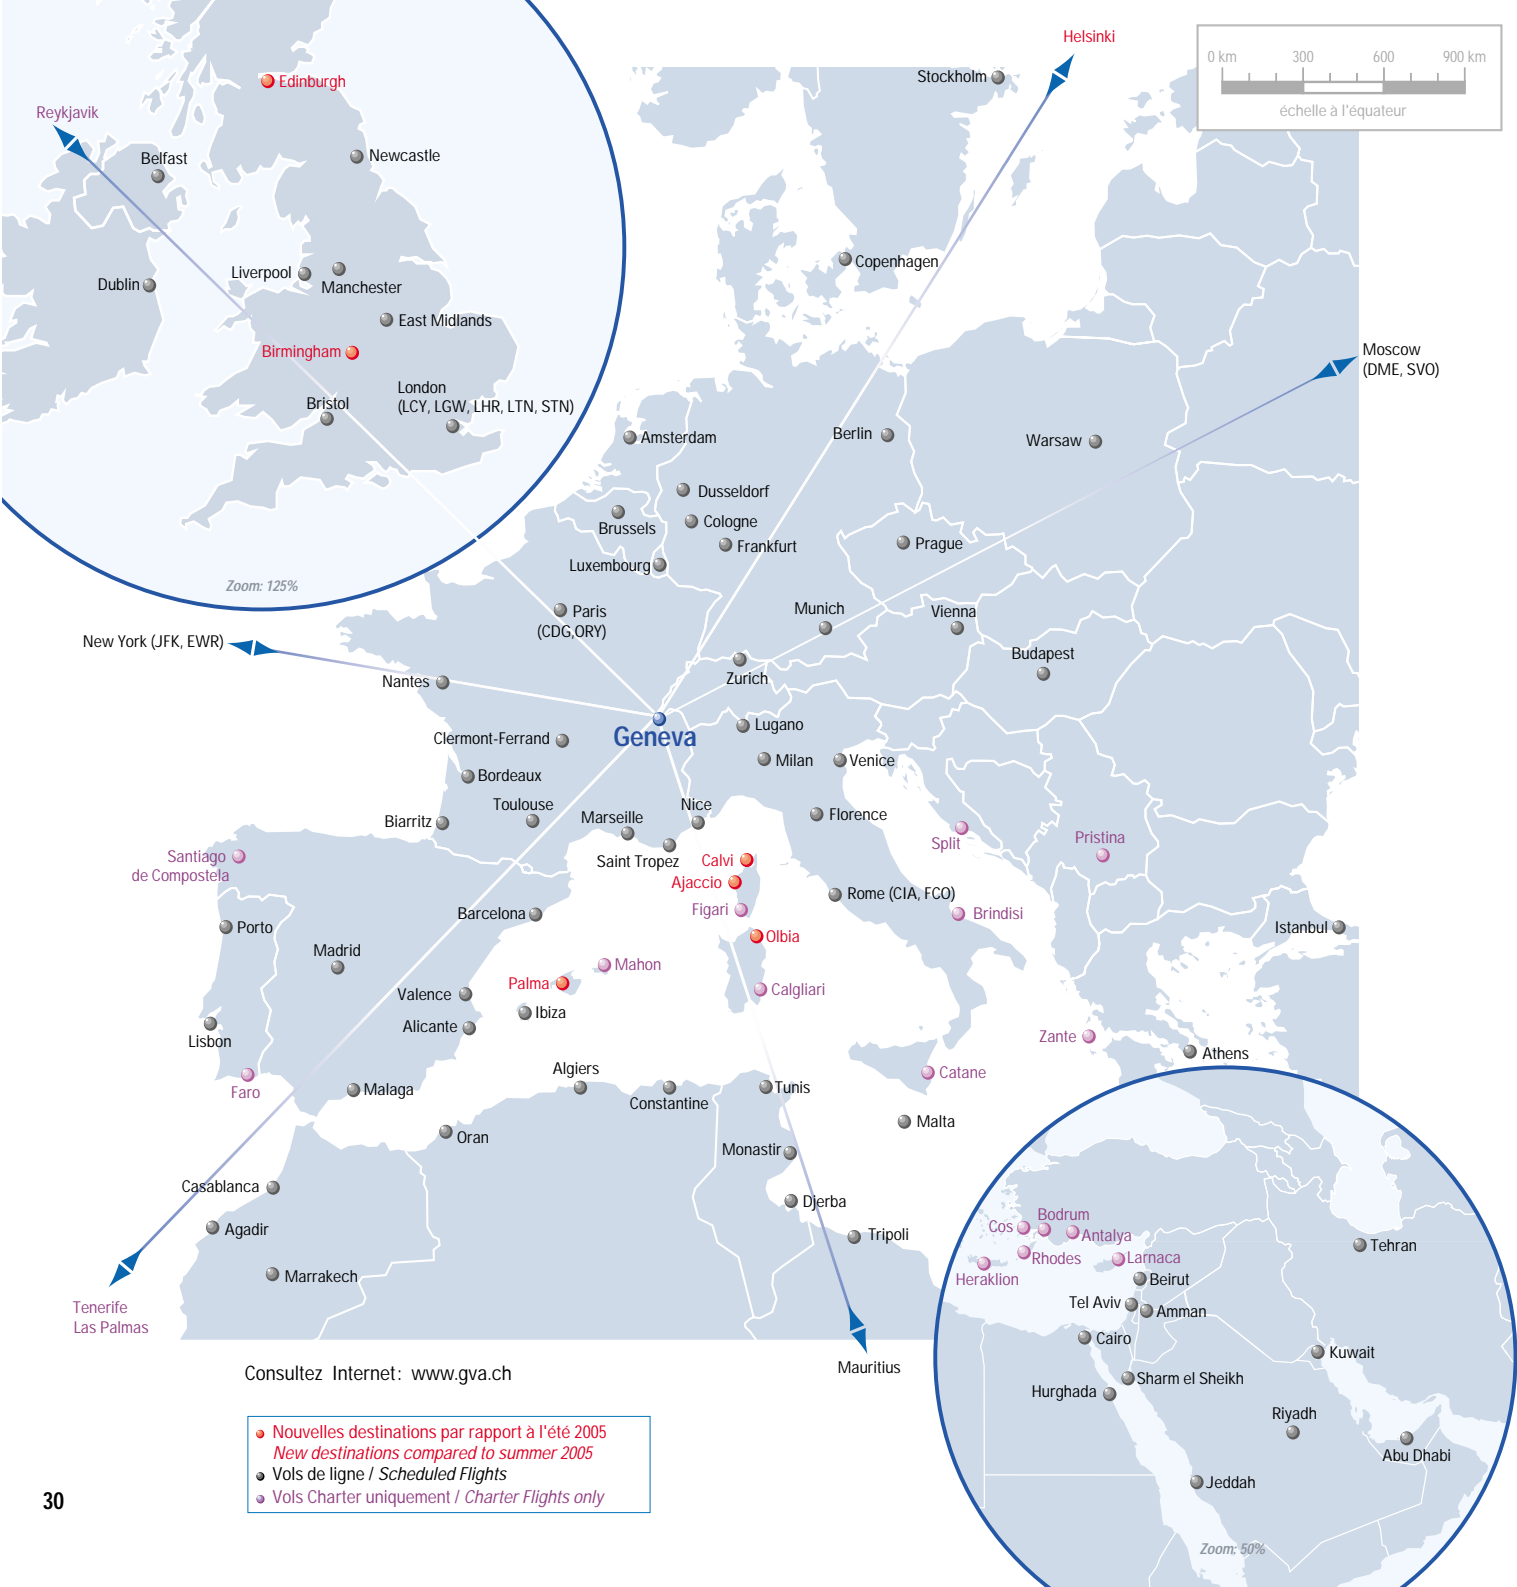 Helsinki
Stockholm
0 km 300 600 900 km
échelle à l'équateur
Edinburgh
Reykjavik
Belfast
Newcastle
Copenhagen
Liverpool
Manchester
Dublin
East Midlands
Birmingham
Moscow
(DME, SVO)
London
(LCY, LGW, LHR, LTN, STN)
Bristol
Amsterdam
Berlin
Warsaw
Dusseldorf
Cologne
Brussels
Frankfurt
Prague
Luxembourg
Zoom: 125%
Paris
(CDG,ORY)
Munich
Vienna
New York (JFK, EWR)
Budapest
Nantes
Zurich
Geneva
Lugano
Clermont-Ferrand
Milan
Venice
Bordeaux
Toulouse
Biarritz
Marseille
Nice
Florence
Split
Pristina
Saint Tropez
Calvi
Santiago
de Compostela
Ajaccio
Rome (CIA, FCO)
Figari
Barcelona
Brindisi
Porto
Istanbul
Olbia
Madrid
Mahon
Palma
Valence
Calgliari
Ibiza
Alicante
Lisbon
Zante
Athens
Algiers
Catane
Faro
Malaga
Constantine
Tunis
Malta
Oran
Monastir
Casablanca
Djerba
Agadir
Tripoli
Marrakech
Cos
Bodrum
Antalya
Tehran
Rhodes
Larnaca
Heraklion
Beirut
Tel Aviv
Amman
Tenerife
Las Palmas
Cairo
Kuwait
Mauritius
Sharm el Sheikh
Hurghada
Riyadh
Abu Dhabi
Jeddah
Zoom: 50%
Consultez Internet: www.gva.ch
Nouvelles destinations par rapport à l'été 2005
New destinations compared to summer 2005
Vols de ligne / Scheduled Flights
Vols Charter uniquement / Charter Flights only
30